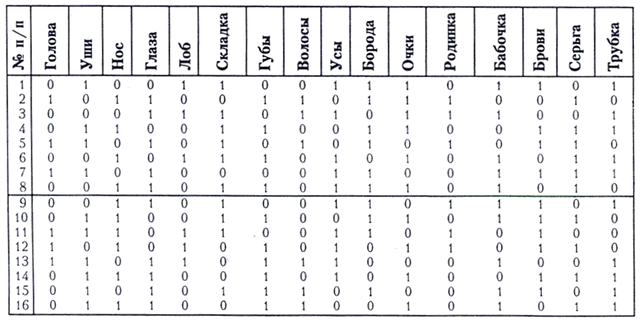 № п/п Голова Уши Нос Глаза Лоб Складка Губы Волосы Усы Борода Очки Родинка Бабочка Брови Серьга Трубка
1 0 1 0 0 1 1 0 0 1 1 1 0 1 1 0 1
2 1 0 1 1 0 0 1 1 0 1 1 1 0 0 1 0
3 0 0 0 1 1 1 0 1 1 0 1 1 1 0 0 1
4 0 1 1 0 0 1 1 0 0 1 1 0 0 1 1 1
5 1 1 0 1 0 1 0 1 0 1 0 1 0 1 1 0
6 0 0 1 0 1 1 1 0 1 0 1 0 1 0 1 1
7 1 1 0 1 0 0 0 1 1 1 0 0 1 1 0 1
8 0 0 1 1 0 1 1 0 1 1 1 0 1 0 1 0
9 0 0 1 1 0 1 0 0 1 1 0 1 1 1 0 1
10 0 1 1 0 0 1 1 0 0 1 1 0 1 1 1 0
11 1 1 1 0 1 1 0 0 1 1 0 1 0 1 1 0
12 1 0 1 0 1 0 1 0 1 0 1 1 0 1 1 0
13 1 1 0 1 1 0 0 0 1 1 1 0 1 0 0 1
14 0 1 1 1 0 0 1 1 1 0 0 1 0 1 1 1
15 0 1 0 1 0 1 1 1 0 1 0 0 1 1 0 1
16 0 1 1 1 0 0 1 1 0 0 1 0 1 0 1 1